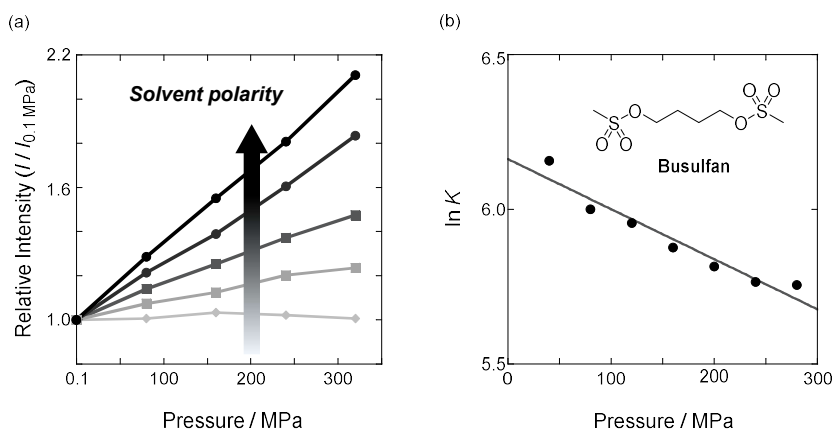 (a)
2.2
1.6
1.0
Relative Intensity (I / I0.1 MPa)
Solvent polarity
0.1
100
200
300
Pressure / MPa
(b)
6.5
6.0
5.5
ln K
O
O
S
O
O
O
O
S
Busulfan
0
100
200
300
Pressure / MPa